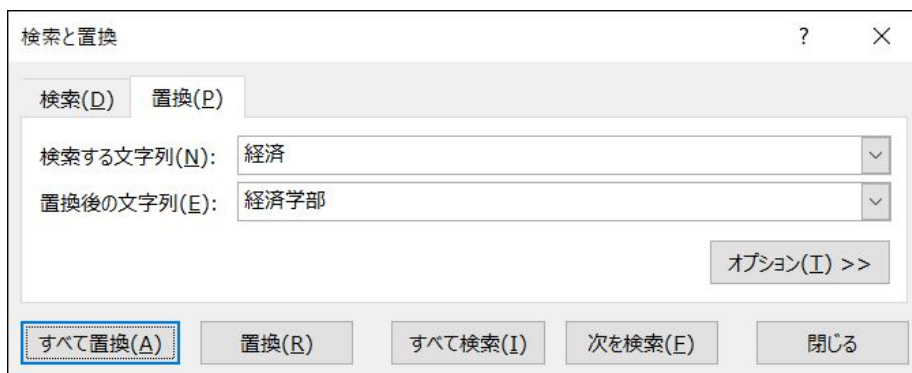 検索と置換
検索(D) 置換(P)
検索する文字列(N): 経済
置換後の文字列(E): 経済学部
オプション(T) >>
すべて置換(A) 置換(R) すべて検索(I) 次を検索(F) 閉じる